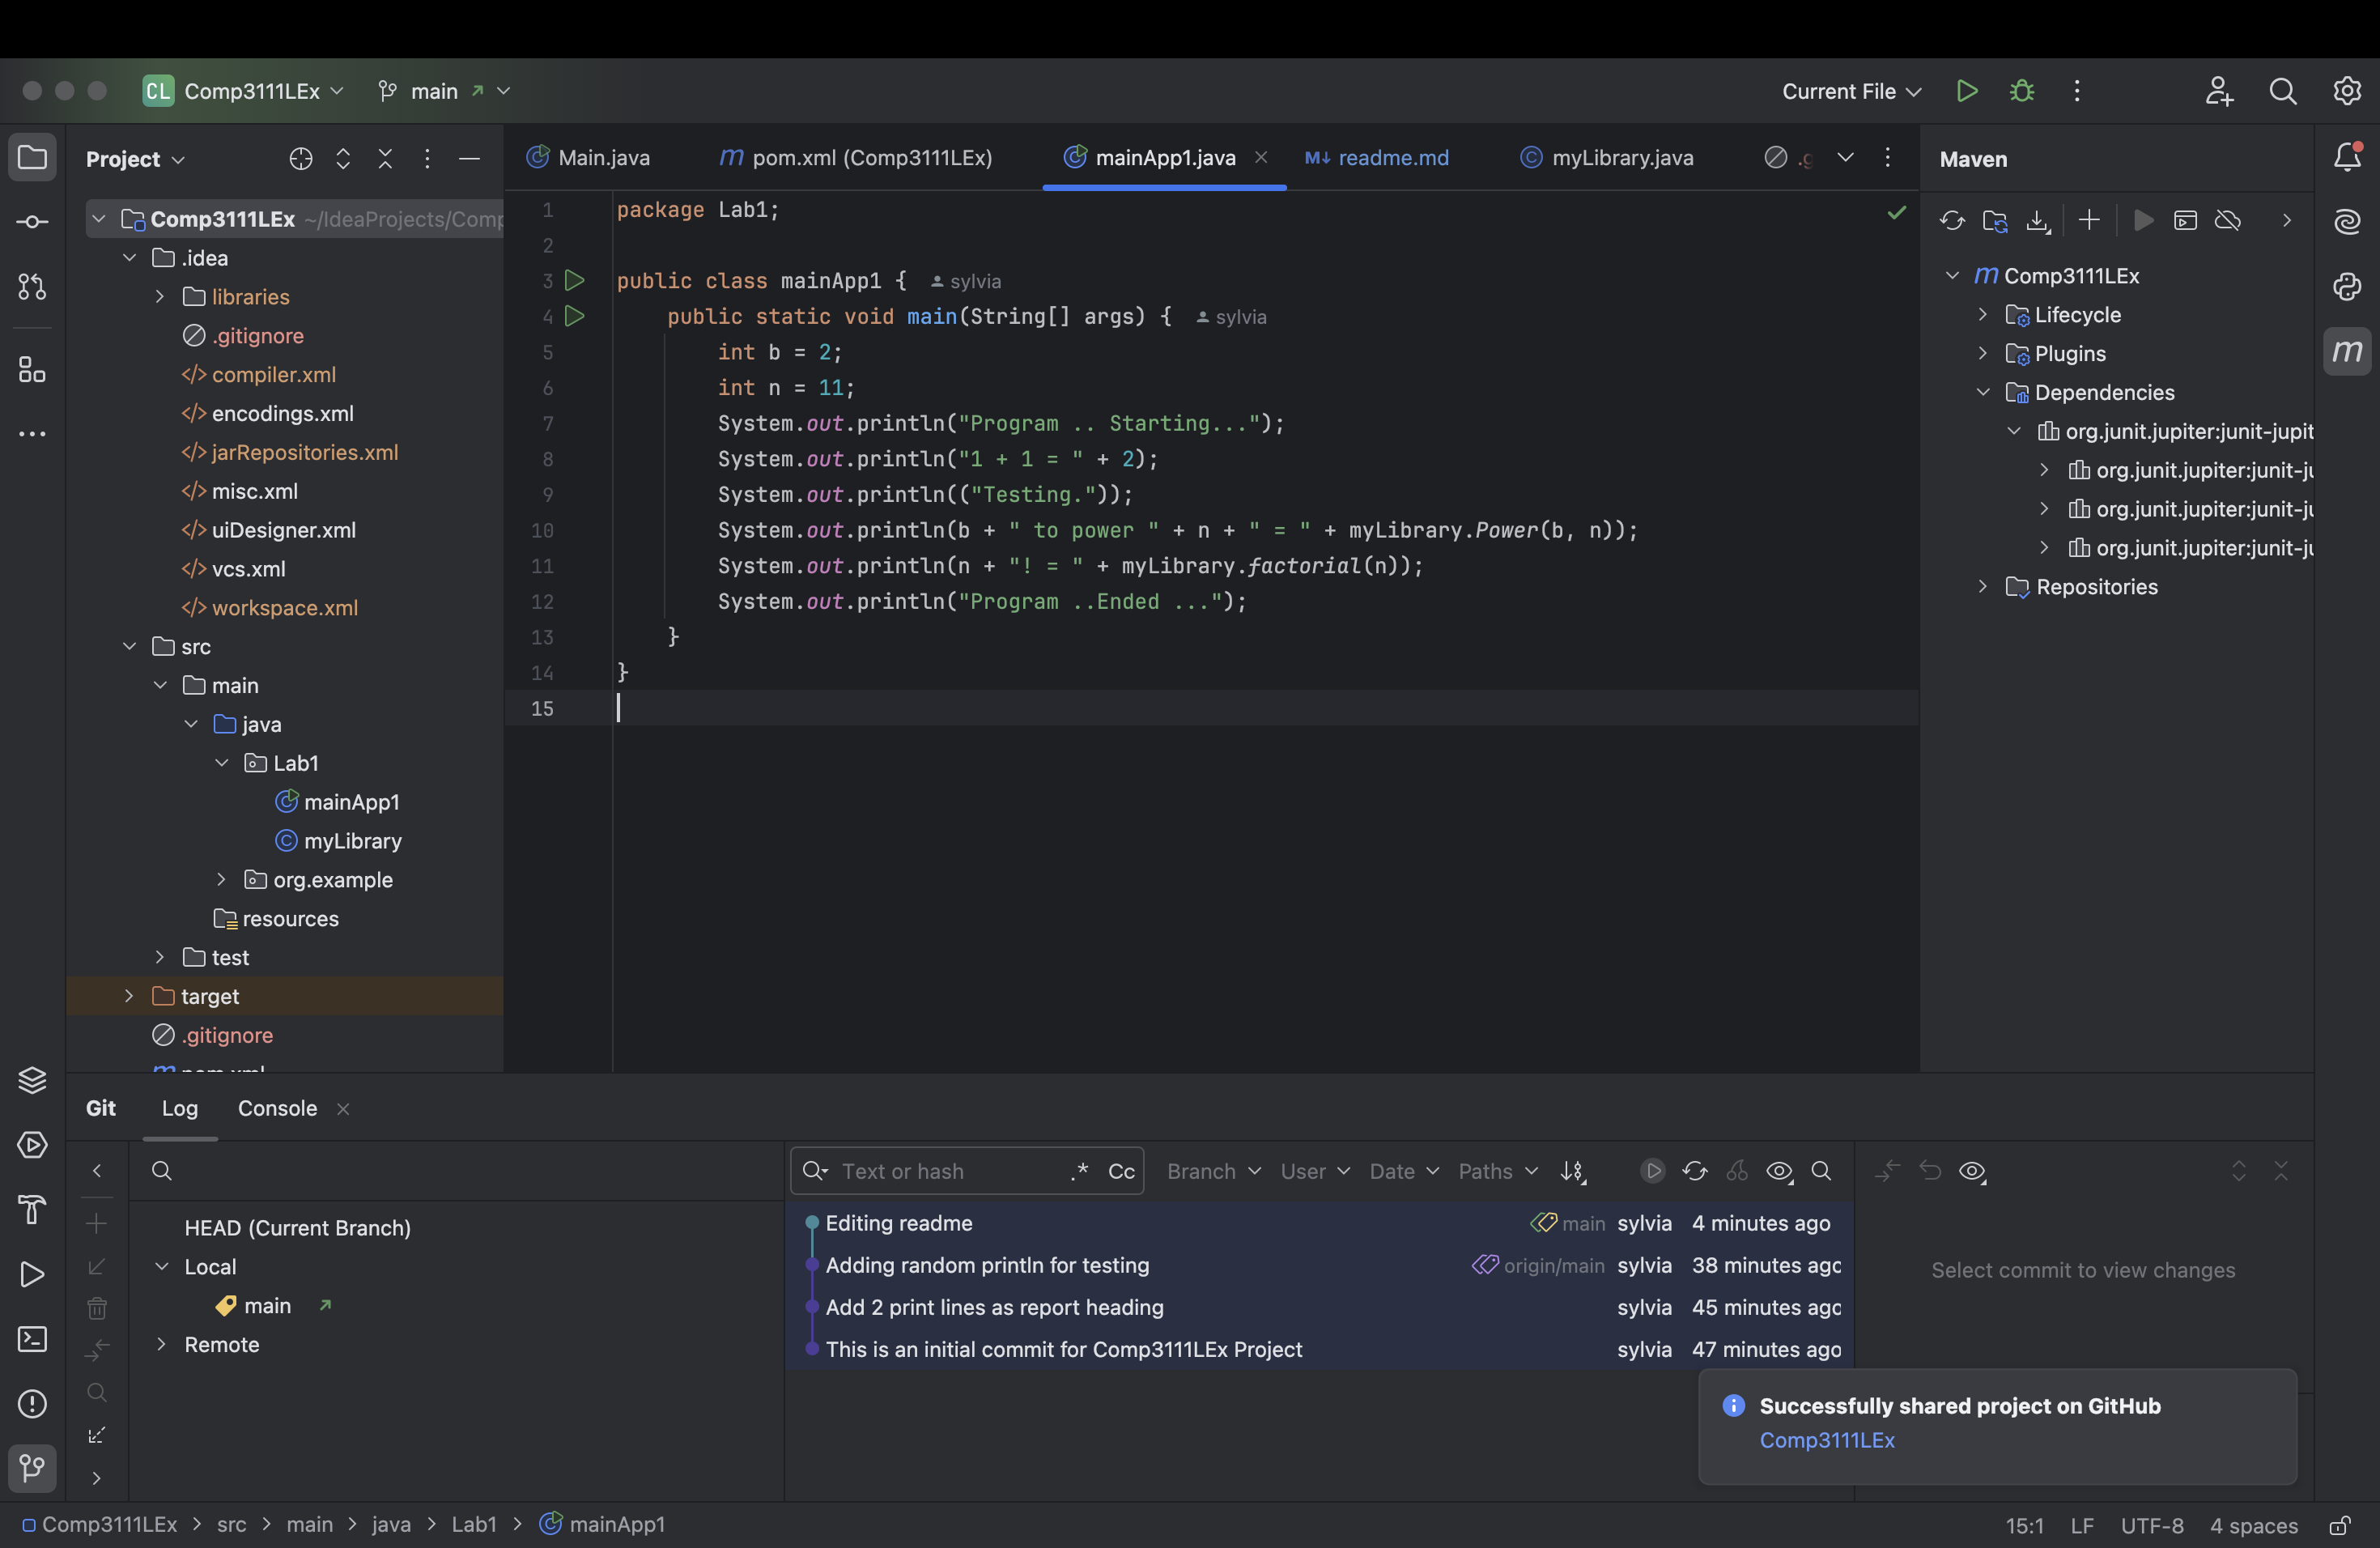 CL Comp3111LEx main Current File
Project
Comp3111LEx ~/IdeaProjects/Comp
.idea
libraries
.gitignore
compiler.xml
encodings.xml
jarRepositories.xml
misc.xml
uiDesigner.xml
vcs.xml
workspace.xml
src
main
java
Lab1
mainApp1
myLibrary
org.example
resources
test
target
.gitignore
Main.java pom.xml (Comp3111LEx) mainApp1.java readme.md myLibrary.java
1 package Lab1;
2
3 public class mainApp1 { sylvia
4 public static void main(String[] args) { sylvia
5 int b = 2;
6 int n = 11;
7 System.out.println("Program .. Starting...");
8 System.out.println("1 + 1 = " + 2);
9 System.out.println(("Testing."));
10 System.out.println(b + " to power " + n + " = " + myLibrary.Power(b, n));
11 System.out.println(n + "! = " + myLibrary.factorial(n));
12 System.out.println("Program ..Ended ...");
13 }
14 }
15
Maven
Comp3111LEx
Lifecycle
Plugins
Dependencies
org.junit.jupiter:junit-jupit
org.junit.jupiter:junit-ju
org.junit.jupiter:junit-ju
org.junit.jupiter:junit-ju
Repositories
Git Log Console
HEAD (Current Branch)
Local
main
Remote
Text or hash .* Cc Branch User Date Paths
Editing readme main sylvia 4 minutes ago
Adding random println for testing origin/main sylvia 38 minutes ago
Add 2 print lines as report heading sylvia 45 minutes ago
This is an initial commit for Comp3111LEx Project sylvia 47 minutes ago
Select commit to view changes
Successfully shared project on GitHub
Comp3111LEx
Comp3111LEx > src > main > java > Lab1 > mainApp1 15:1 LF UTF-8 4 spaces